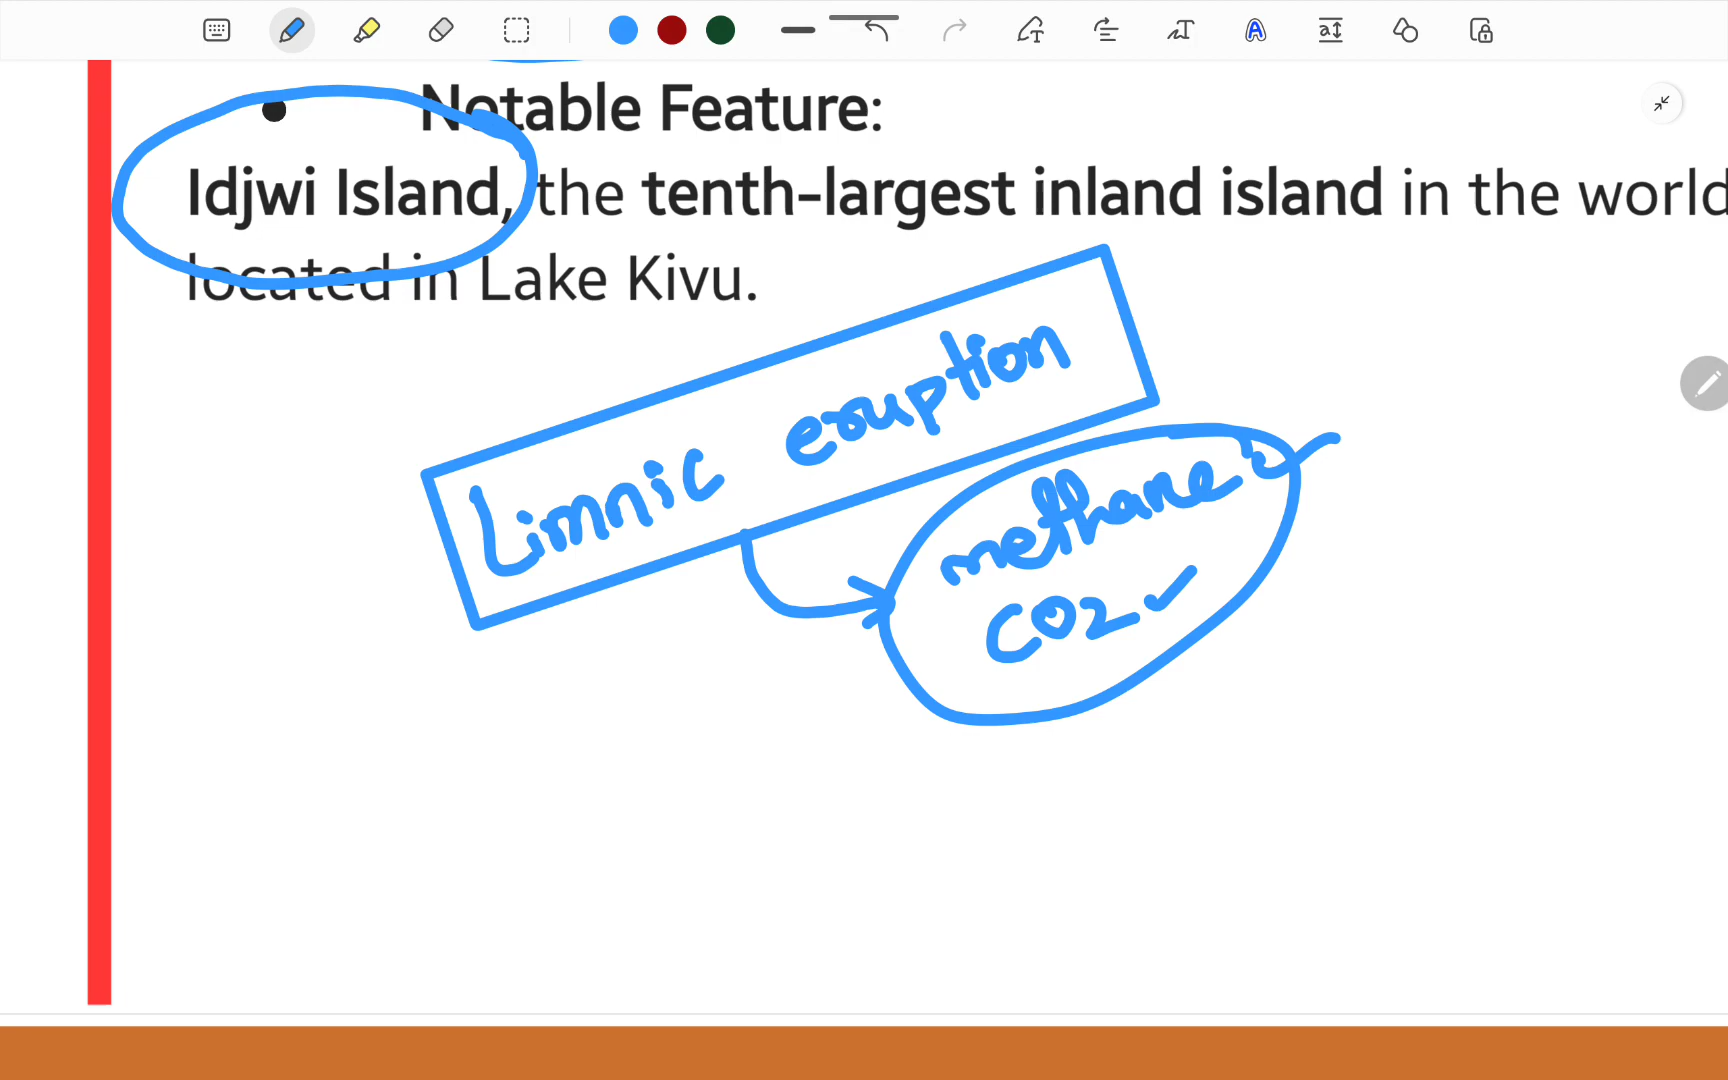 Notable Feature:
Idjwi Island, the tenth-largest inland island in the world
located in Lake Kivu.
Limnic eruption
methane
CO2